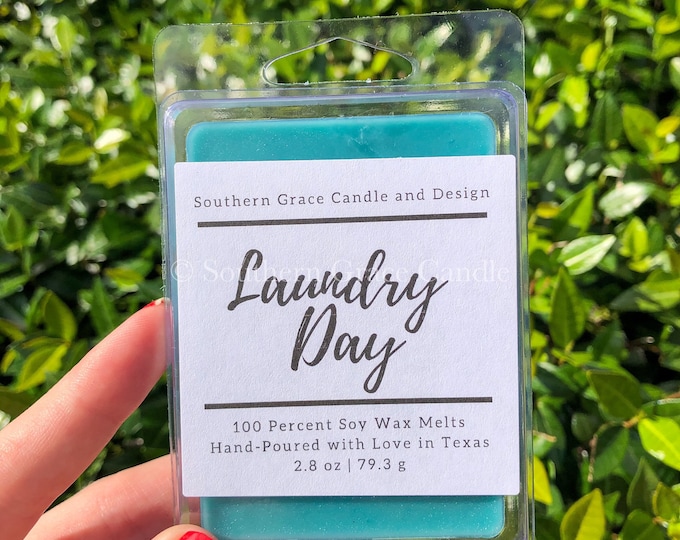 Southern Grace Candle and Design
© Southern Grace Candle
Laundry
Day
100 Percent Soy Wax Melts
Hand-Poured with Love in Texas
2.8 oz | 79.3 g